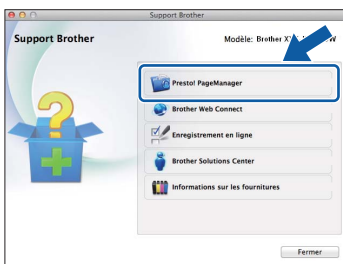 Support Brother
Support Brother
Modèle: Brother
Presto! PageManager
Brother Web Connect
Enregistrement en ligne
Brother Solutions Center
Informations sur les fournitures
Fermer